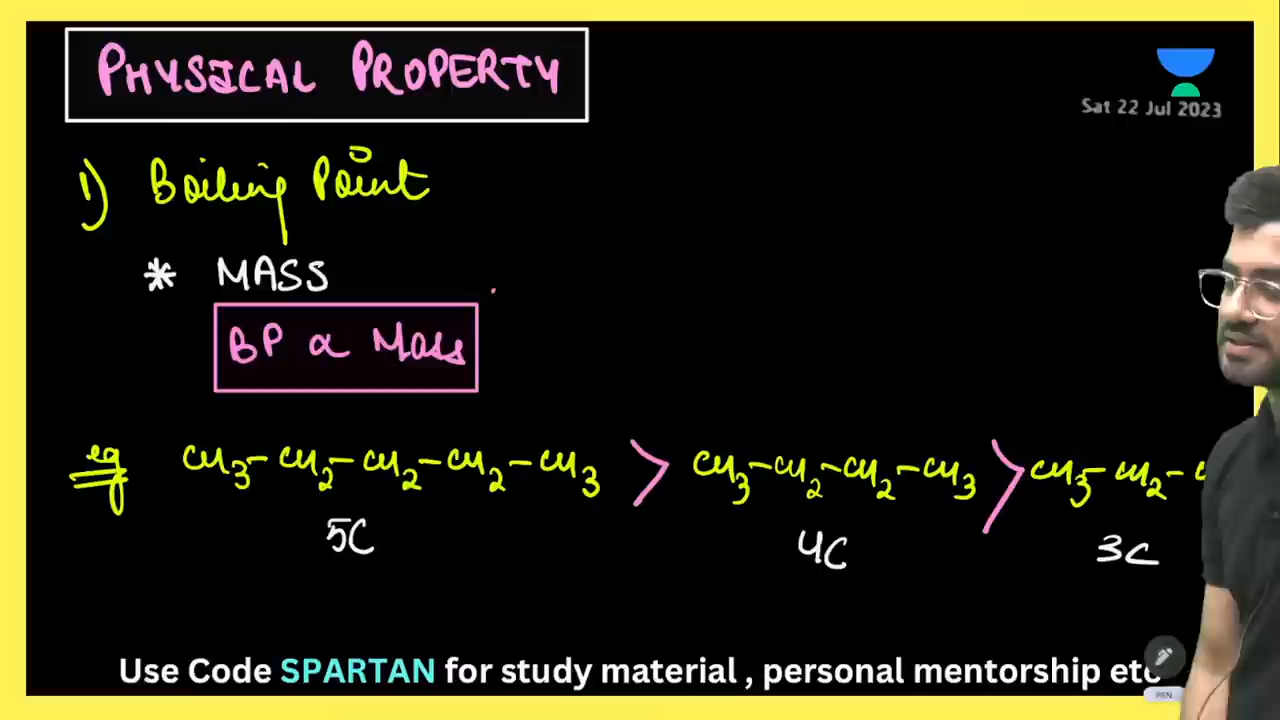 PHYSICAL PROPERTY
Sat 22 Jul 2023
1) Boiling Point
* MASS
BP ∝ Mass
eg CH3-CH2-CH2-CH2-CH3 > CH3-CH2-CH2-CH3 > CH3-CH2-
5C 4C 3C
Use Code SPARTAN for study material , personal mentorship etc
PEN